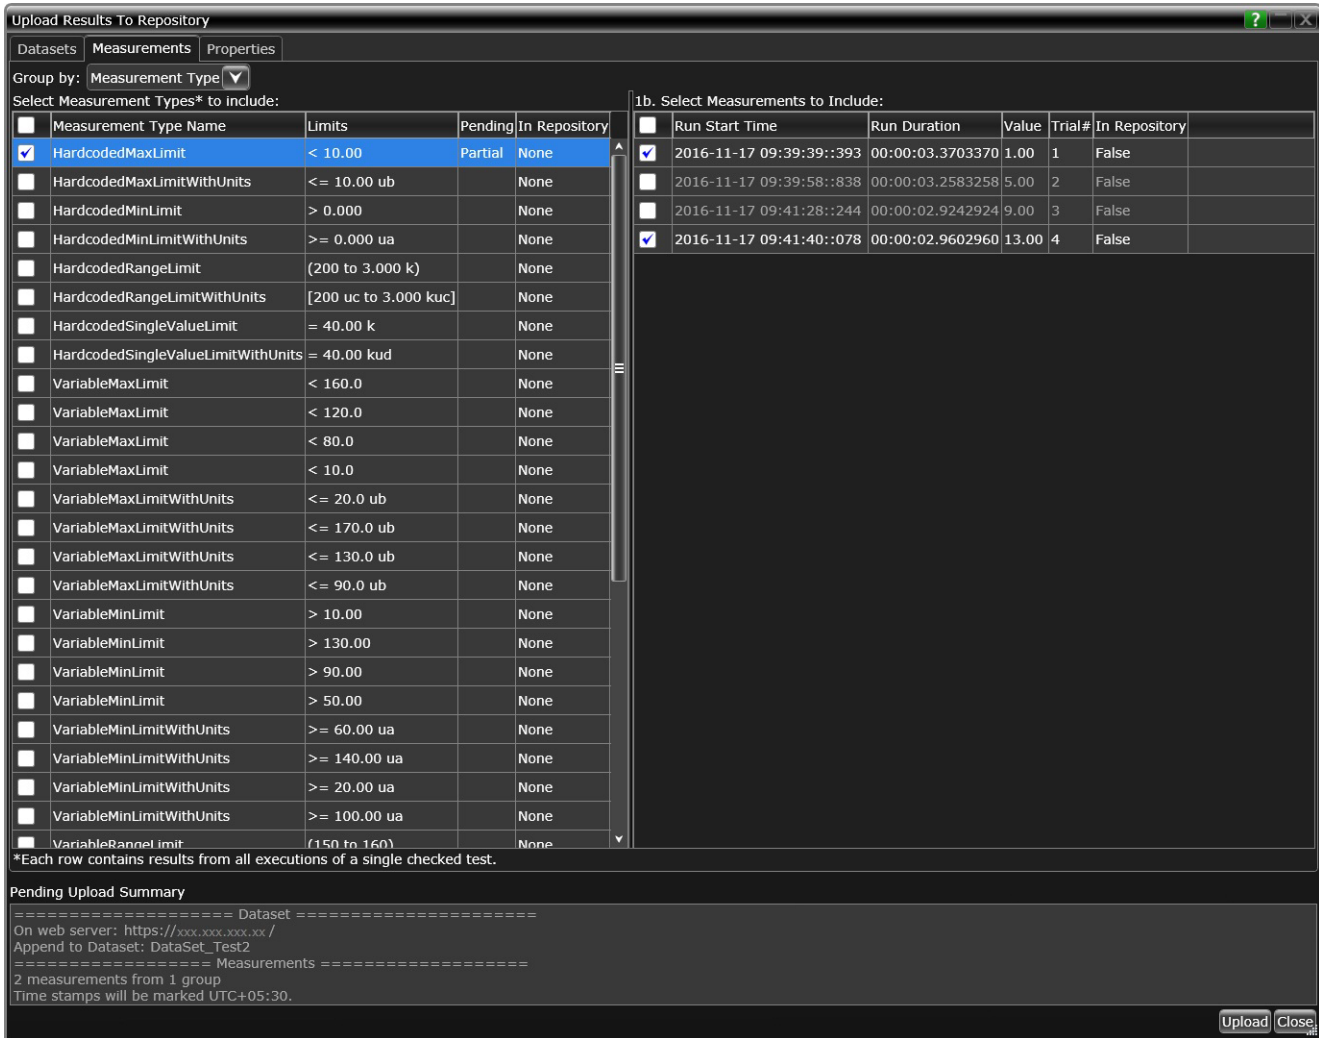 Upload Results To Repository
?
X
Datasets Measurements Properties
Group by: Measurement Type
Select Measurement Types* to include:
Measurement Type Name Limits Pending In Repository
HardcodedMaxLimit < 10.00 Partial None
HardcodedMaxLimitWithUnits <= 10.00 ub None
HardcodedMinLimit > 0.000 None
HardcodedMinLimitWithUnits >= 0.000 ua None
HardcodedRangeLimit (200 to 3.000 k) None
HardcodedRangeLimitWithUnits [200 uc to 3.000 kuc] None
HardcodedSingleValueLimit = 40.00 k None
HardcodedSingleValueLimitWithUnits = 40.00 kud None
VariableMaxLimit < 160.0 None
VariableMaxLimit < 120.0 None
VariableMaxLimit < 80.0 None
VariableMaxLimit < 10.0 None
VariableMaxLimitWithUnits <= 20.0 ub None
VariableMaxLimitWithUnits <= 170.0 ub None
VariableMaxLimitWithUnits <= 130.0 ub None
VariableMaxLimitWithUnits <= 90.0 ub None
VariableMinLimit > 10.00 None
VariableMinLimit > 130.00 None
VariableMinLimit > 90.00 None
VariableMinLimit > 50.00 None
VariableMinLimitWithUnits >= 60.00 ua None
VariableMinLimitWithUnits >= 140.00 ua None
VariableMinLimitWithUnits >= 20.00 ua None
VariableMinLimitWithUnits >= 100.00 ua None
VariableRangeLimit (150 to 160) None
*Each row contains results from all executions of a single checked test.
1b. Select Measurements to Include:
Run Start Time Run Duration Value Trial# In Repository
2016-11-17 09:39:39::393 00:00:03.3703370 1.00 1 False
2016-11-17 09:39:58::838 00:00:03.2583258 5.00 2 False
2016-11-17 09:41:28::244 00:00:02.9242924 9.00 3 False
2016-11-17 09:41:40::078 00:00:02.9602960 13.00 4 False
Pending Upload Summary
==================== Dataset ======================
On web server: https://xxx.xxx.xxx.xx /
Append to Dataset: DataSet_Test2
================== Measurements ===================
2 measurements from 1 group
Time stamps will be marked UTC+05:30.
Upload Close